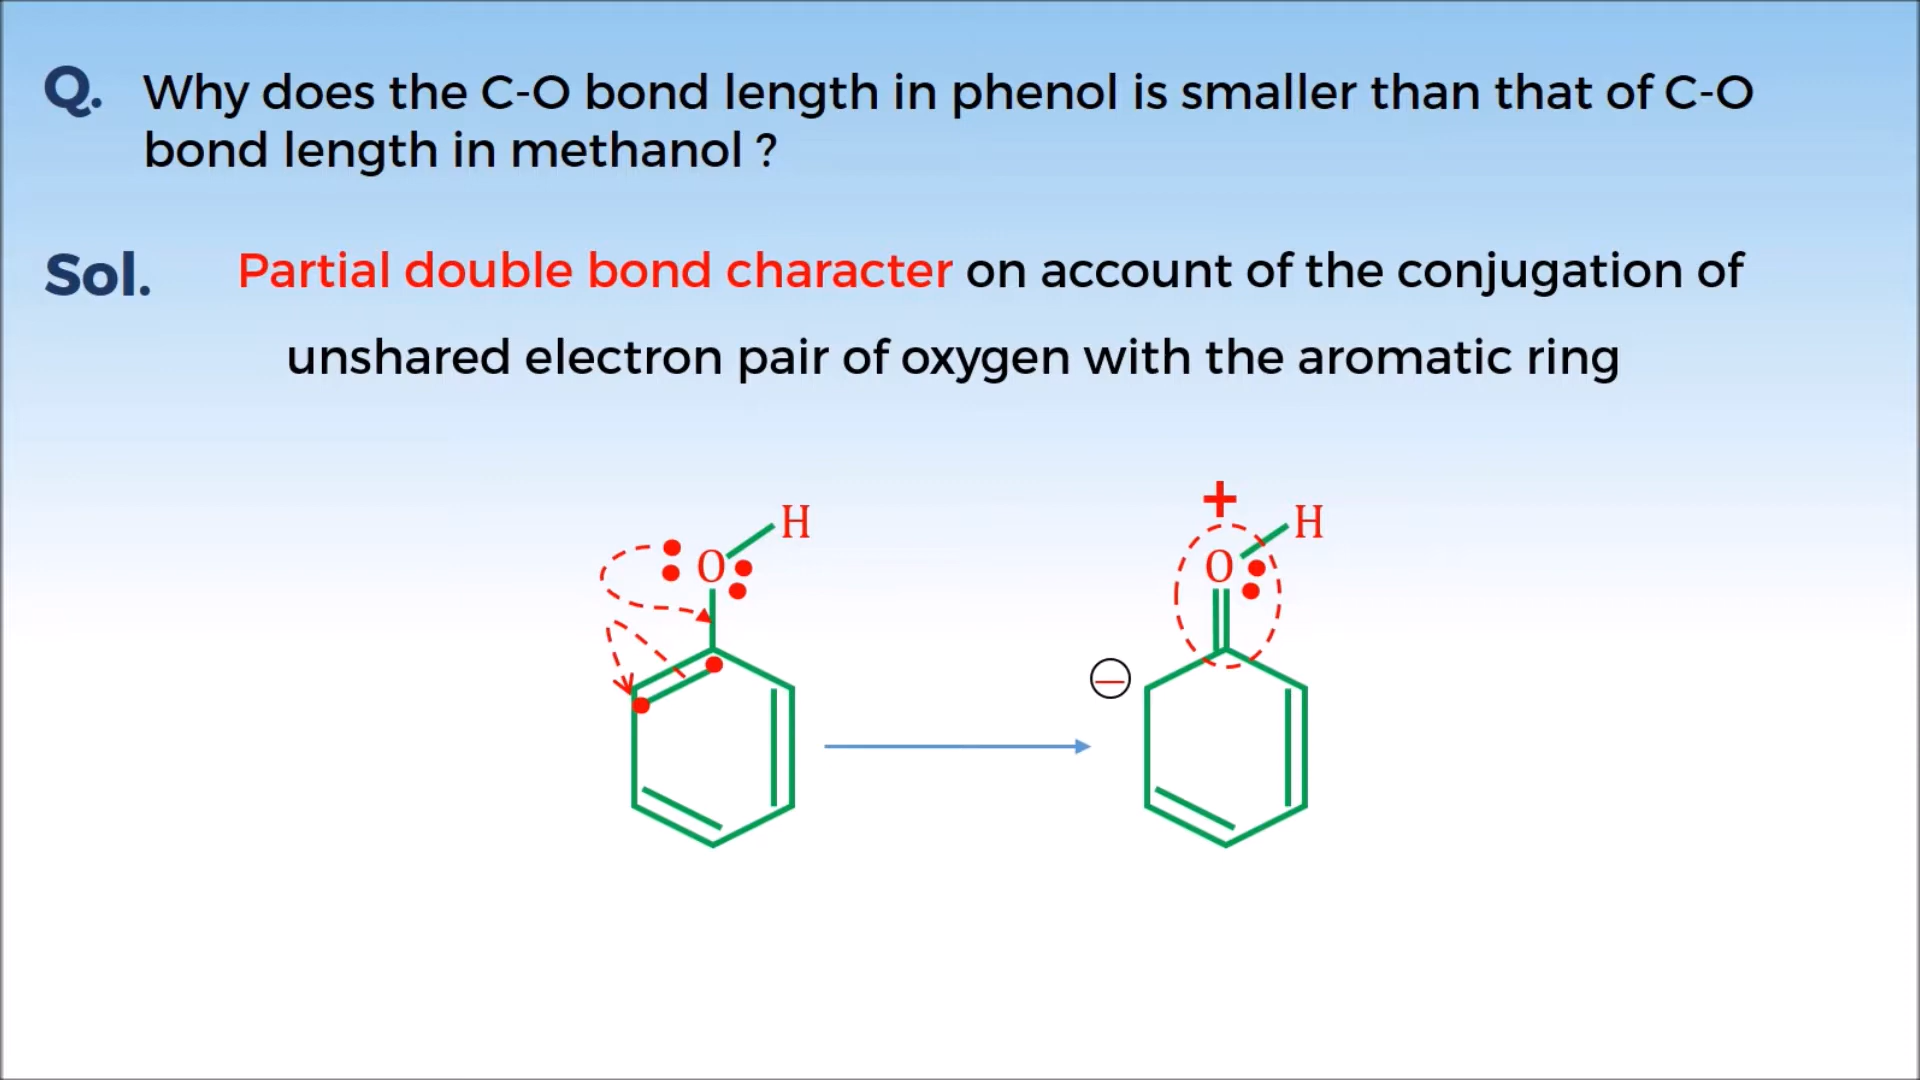 Q. Why does the C-O bond length in phenol is smaller than that of C-O
bond length in methanol ?
Sol. Partial double bond character on account of the conjugation of
unshared electron pair of oxygen with the aromatic ring
+
H H
O O